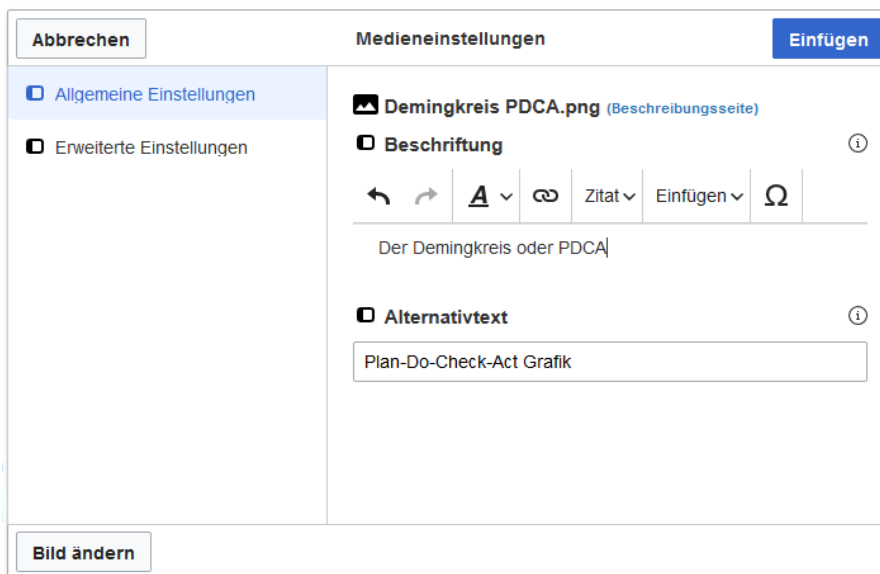 Abbrechen Medieneinstellungen Einfügen
Allgemeine Einstellungen
Erweiterte Einstellungen
Demingkreis PDCA.png (Beschreibungsseite)
Beschriftung
A Zitat Einfügen Ω
Der Demingkreis oder PDCA
Alternativtext
Plan-Do-Check-Act Grafik
Bild ändern